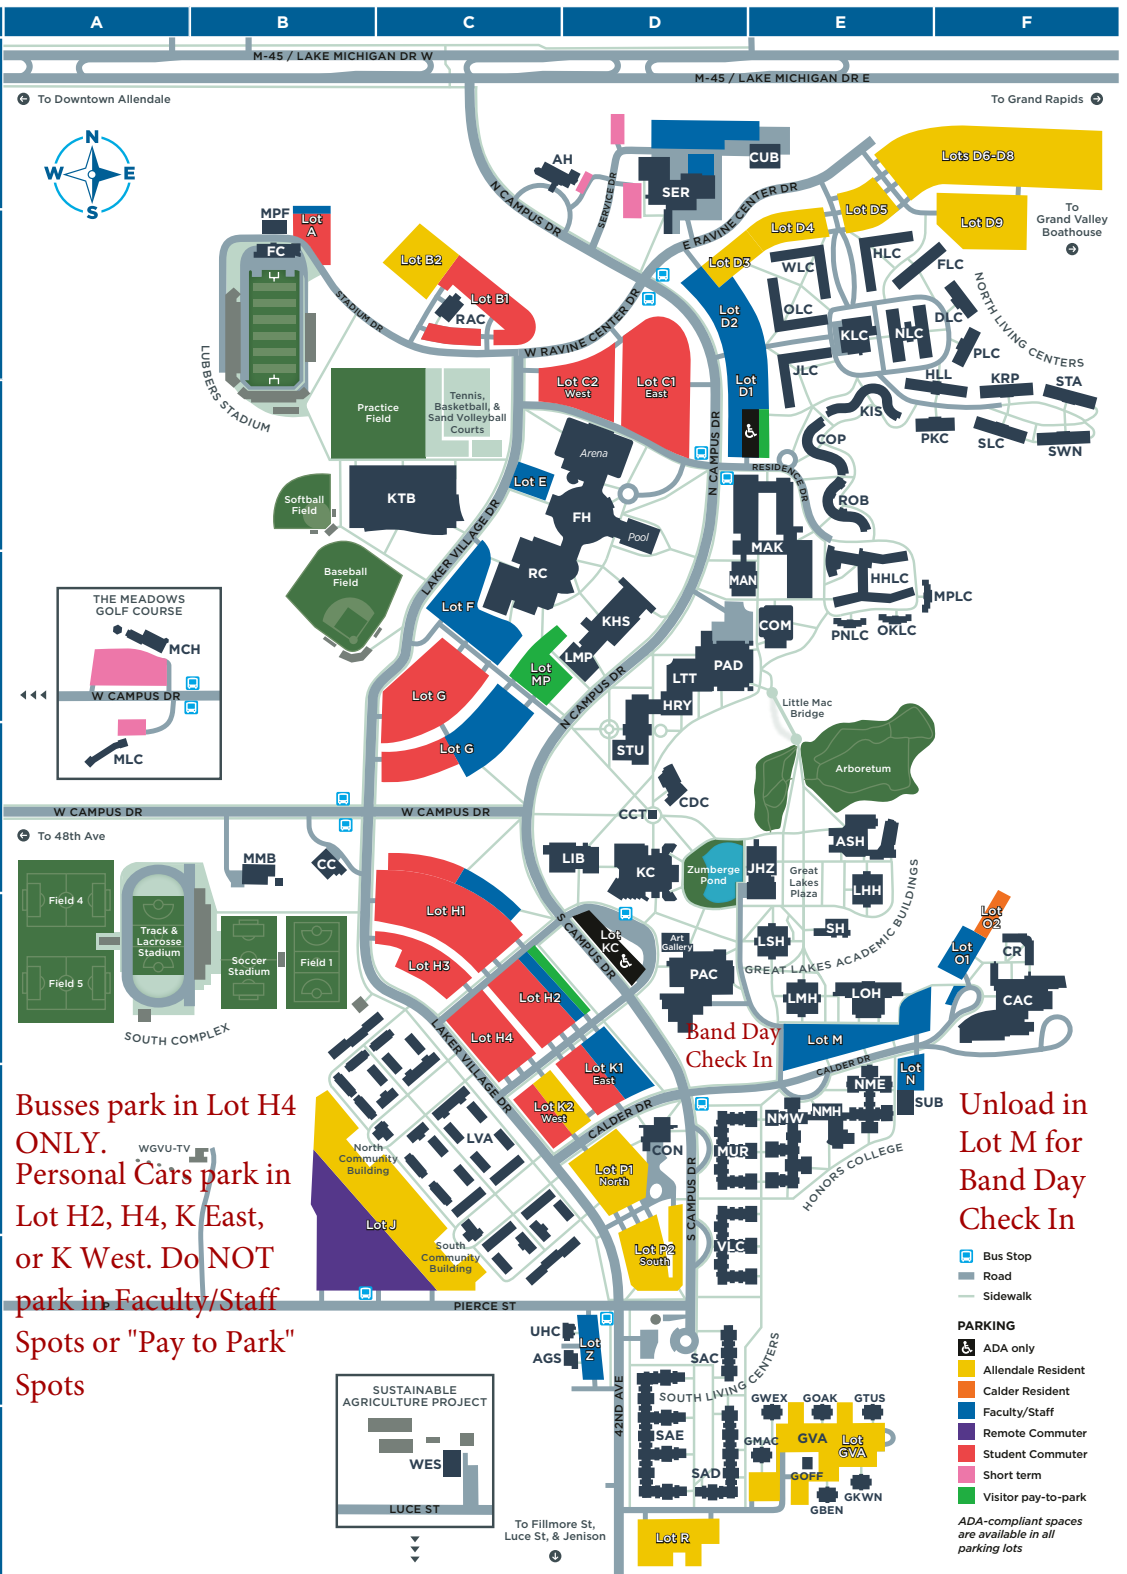 A B C D E F
M-45 / LAKE MICHIGAN DR W
M-45 / LAKE MICHIGAN DR E
To Downtown Allendale
To Grand Rapids
N
W E
S
AH
CUB
SER
SERVICE DR
N CAMPUS DR
E RAVINE CENTER DR
Lots D6-D8
Lot D5
Lot D4
Lot D9
To
Grand Valley
Boathouse
MPF
Lot
A
FC
Lot B2
Lot B1
RAC
Lot D3
WLC
HLC
FLC
NORTH LIVING CENTERS
STADIUM DR
W RAVINE CENTER DR
Lot
D2
OLC
DLC
KLC
NLC
PLC
LUBBERS STADIUM
JLC
HLL
KRP
STA
Lot C2
West
Lot C1
East
Lot
D1
Practice
Field
Tennis,
Basketball, &
Sand Volleyball
Courts
KIS
COP
PKC
SLC
SWN
N CAMPUS DR
Arena
RESIDENCE DR
Lot E
KTB
Softball
Field
ROB
FH
Pool
LAKER VILLAGE DR
MAK
RC
Baseball
Field
MAN
HHLC
MPLC
THE MEADOWS
GOLF COURSE
MCH
W CAMPUS DR
MLC
Lot F
KHS
COM
PNLC
OKLC
LMP
Lot
MP
PAD
LTT
HRY
N CAMPUS DR
Lot G
Little Mac
Bridge
STU
Lot G
Arboretum
CDC
W CAMPUS DR
W CAMPUS DR
CCT
To 48th Ave
ASH
MMB
CC
LIB
KC
Zumberge
Pond
JHZ
Great
Lakes
Plaza
LHH
Field 4
Lot H1
Lot
O2
Track &
Lacrosse
Stadium
Lot
KC
S CAMPUS DR
Art
Gallery
LSH
SH
GREAT LAKES ACADEMIC BUILDINGS
Lot
O1
CR
Soccer
Stadium
Field 1
Lot H3
PAC
Field 5
Lot H2
LMH
LOH
CAC
SOUTH COMPLEX
LAKER VILLAGE DR
Lot H4
Band Day
Check In
Lot M
CALDER DR
Lot K1
East
Lot
N
NME
SUB
Busses park in Lot H4
ONLY.
Personal Cars park in
Lot H2, H4, K East,
or K West. Do NOT
park in Faculty/Staff
Spots or "Pay to Park"
Spots
Lot K2
West
CALDER DR
NMW
NMH
Unload in
Lot M for
Band Day
Check In
WGVU-TV
North
Community
Building
LVA
CON
MUR
HONORS COLLEGE
Lot P1
North
S CAMPUS DR
Lot J
South
Community
Building
Lot P2
South
VLC
P
PIERCE ST
UHC
AGS
Lot
Z
SAC
SOUTH LIVING CENTERS
42ND AVE
SUSTAINABLE
AGRICULTURE PROJECT
WES
LUCE ST
GWEX
GOAK
GTUS
SAE
GMAC
GVA
Lot
GVA
SAD
GOFF
GKWN
GBEN
To Fillmore St,
Luce St, & Jenison
Lot R
Bus Stop
Road
Sidewalk
PARKING
ADA only
Allendale Resident
Calder Resident
Faculty/Staff
Remote Commuter
Student Commuter
Short term
Visitor pay-to-park
ADA-compliant spaces
are available in all
parking lots